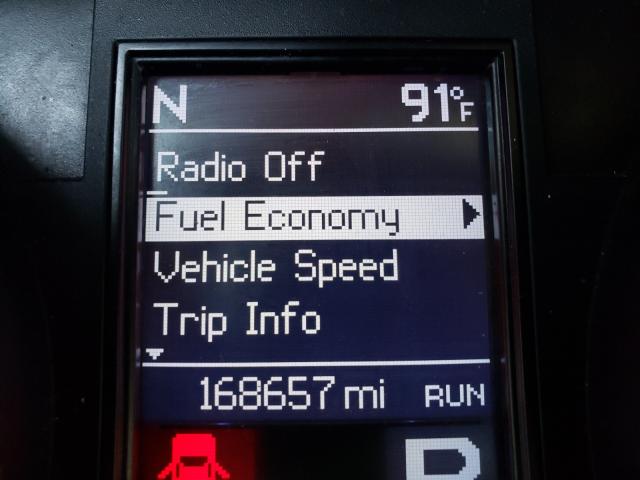 N 91°F
Radio Off
Fuel Economy
Vehicle Speed
Trip Info
168657 mi RUN
P